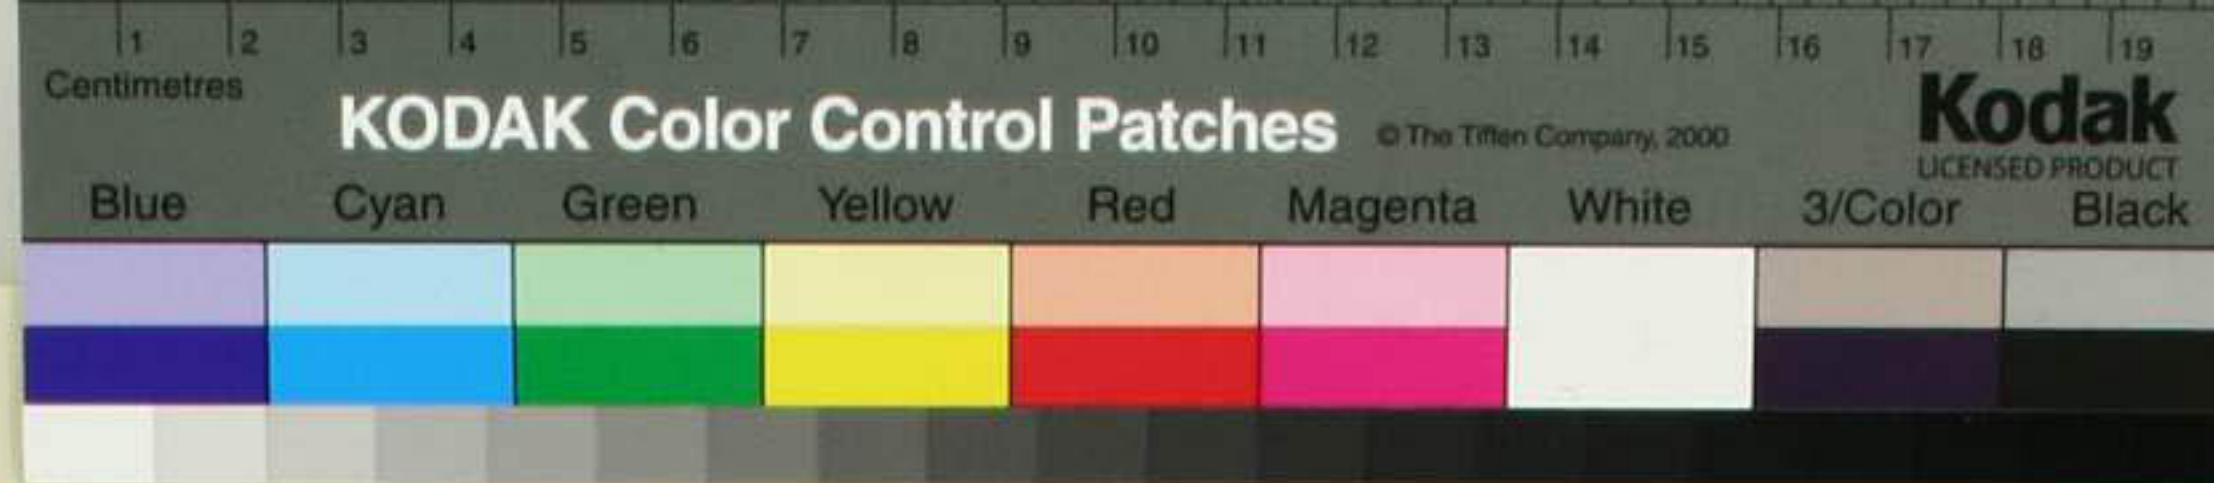 1 2 3 4 5 6 7 8 9 10 11 12 13 14 15 16 17 18 19
Centimetres
KODAK Color Control Patches © The Tiffen Company, 2000
Kodak
LICENSED PRODUCT
Blue Cyan Green Yellow Red Magenta White 3/Color Black